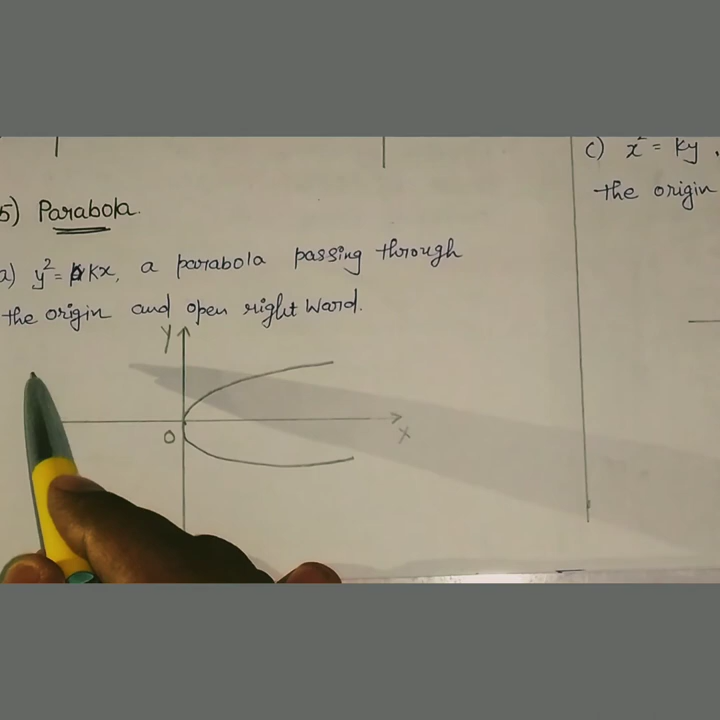 5) Parabola.
a) y² = Kx, a parabola passing through
the origin and open right ward.
Y
O
X
c) x² = Ky.
the origin